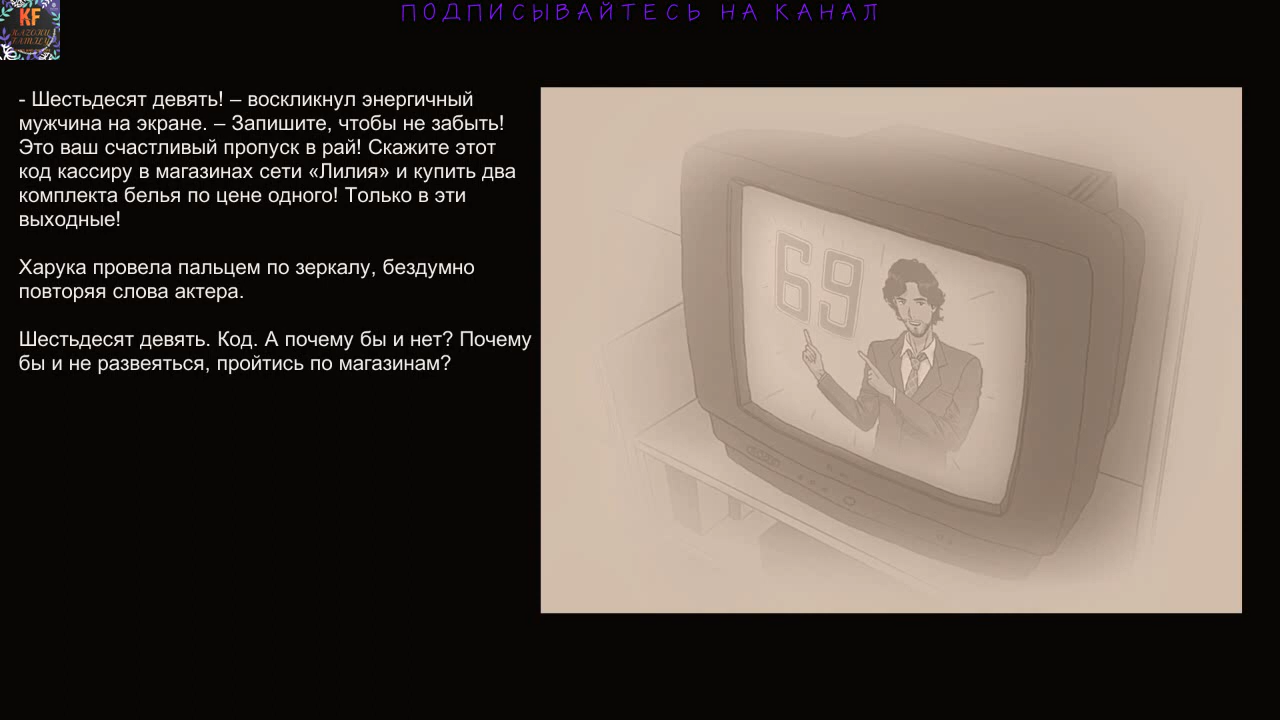 KF
ПОДПИСЫВАЙТЕСЬ НА КАНАЛ
- Шестьдесят девять! – воскликнул энергичный
мужчина на экране. – Запишите, чтобы не забыть!
Это ваш счастливый пропуск в рай! Скажите этот
код кассиру в магазинах сети «Лилия» и купить два
комплекта белья по цене одного! Только в эти
выходные!
Харука провела пальцем по зеркалу, бездумно
повторяя слова актера.
Шестьдесят девять. Код. А почему бы и нет? Почему
бы и не развеяться, пройтись по магазинам?
69